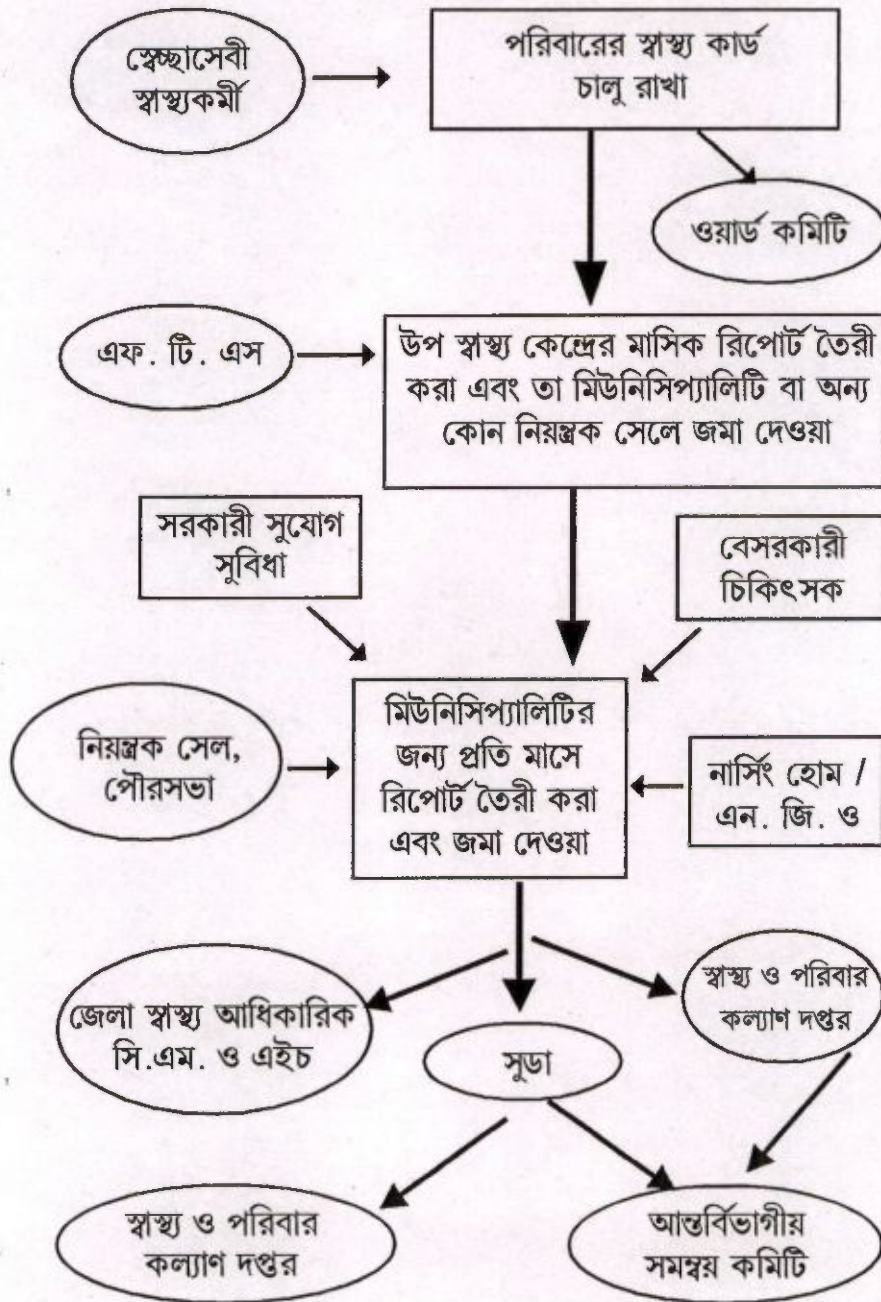 স্বেচ্ছাসেবী
স্বাস্থ্যকর্মী
পরিবারের স্বাস্থ্য কার্ড
চালু রাখা
ওয়ার্ড কমিটি
এফ. টি. এস
উপ স্বাস্থ্য কেন্দ্রের মাসিক রিপোর্ট তৈরী
করা এবং তা মিউনিসিপ্যালিটি বা অন্য
কোন নিয়ন্ত্রক সেলে জমা দেওয়া
সরকারী সুযোগ
সুবিধা
বেসরকারী
চিকিৎসক
নিয়ন্ত্রক সেল,
পৌরসভা
মিউনিসিপ্যালিটির
জন্য প্রতি মাসে
রিপোর্ট তৈরী করা
এবং জমা দেওয়া
নার্সিং হোম /
এন. জি. ও
জেলা স্বাস্থ্য আধিকারিক
সি.এম. ও এইচ
সুডা
স্বাস্থ্য ও পরিবার
কল্যাণ দপ্তর
স্বাস্থ্য ও পরিবার
কল্যাণ দপ্তর
আন্তর্বিভাগীয়
সমন্বয় কমিটি